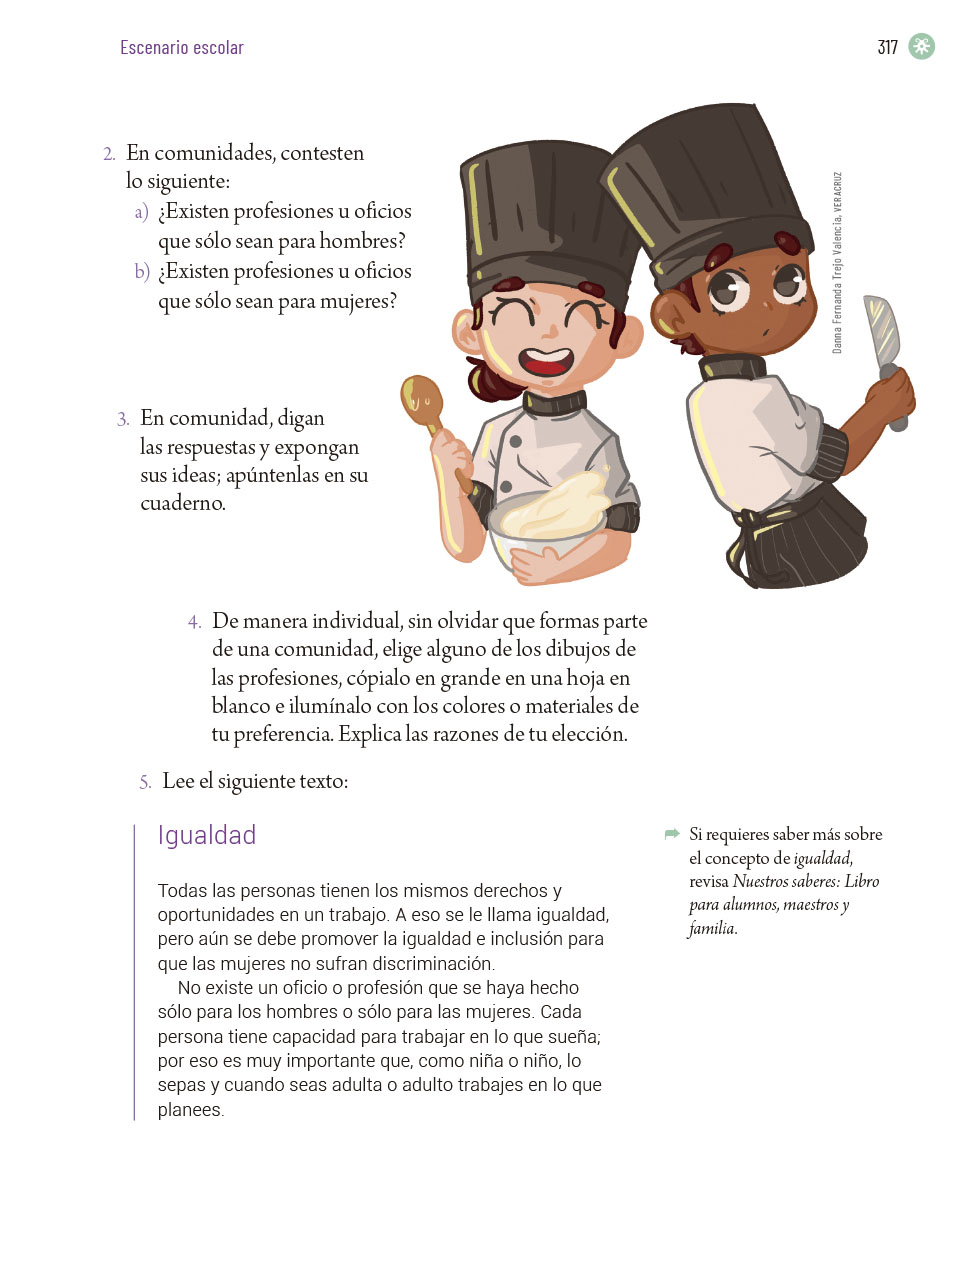 Escenario escolar
317
2. En comunidades, contesten
lo siguiente:
a) ¿Existen profesiones u oficios
que sólo sean para hombres?
b) ¿Existen profesiones u oficios
que sólo sean para mujeres?
Danna Fernanda Trejo Valencia, VERACRUZ
3. En comunidad, digan
las respuestas y expongan
sus ideas; apúntenlas en su
cuaderno.
4. De manera individual, sin olvidar que formas parte
de una comunidad, elige alguno de los dibujos de
las profesiones, cópialo en grande en una hoja en
blanco e ilumínalo con los colores o materiales de
tu preferencia. Explica las razones de tu elección.
5. Lee el siguiente texto:
Igualdad
Todas las personas tienen los mismos derechos y
oportunidades en un trabajo. A eso se le llama igualdad,
pero aún se debe promover la igualdad e inclusión para
que las mujeres no sufran discriminación.
No existe un oficio o profesión que se haya hecho
sólo para los hombres o sólo para las mujeres. Cada
persona tiene capacidad para trabajar en lo que sueña;
por eso es muy importante que, como niña o niño, lo
sepas y cuando seas adulta o adulto trabajes en lo que
planees.
Si requieres saber más sobre
el concepto de igualdad,
revisa Nuestros saberes: Libro
para alumnos, maestros y
familia.